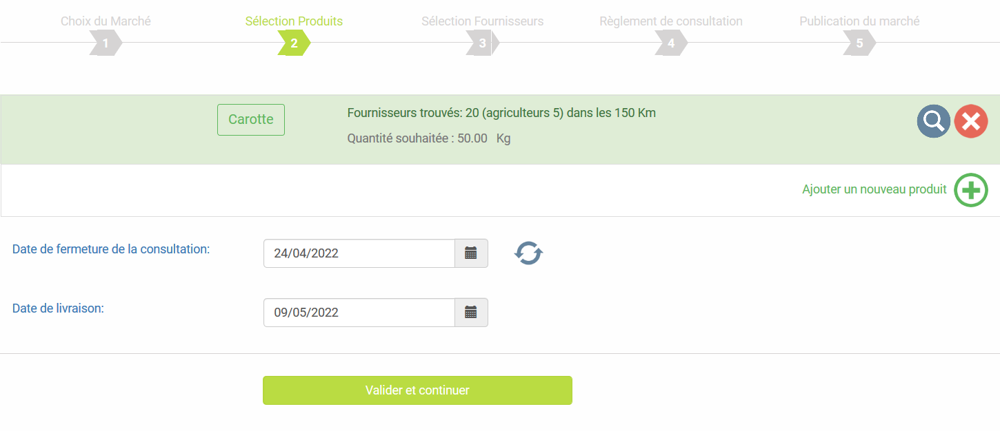 Choix du Marché
Sélection Produits
Sélection Fournisseurs
Règlement de consultation
Publication du marché
1
2
3
4
5
Carotte
Fournisseurs trouvés: 20 (agriculteurs 5) dans les 150 Km
Quantité souhaitée : 50.00 Kg
Ajouter un nouveau produit
Date de fermeture de la consultation:
24/04/2022
Date de livraison:
09/05/2022
Valider et continuer